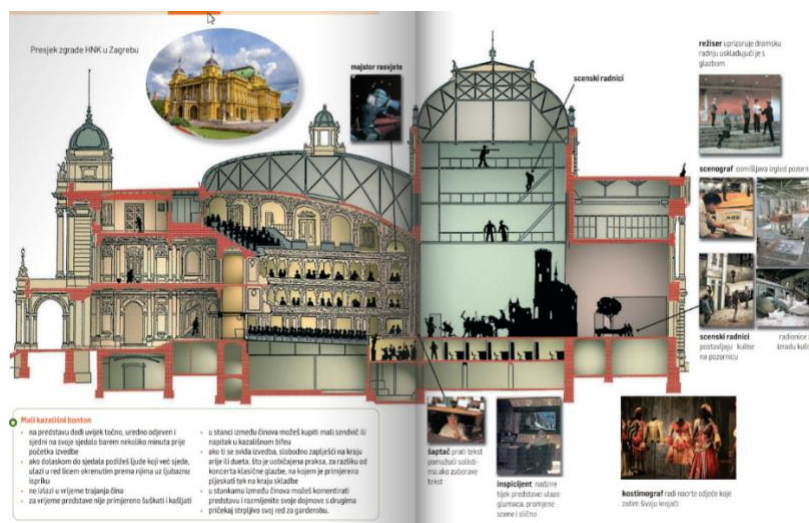 Presjek zgrade HNK u Zagrebu
majstor rasvjete
scenski radnici
režiser uprizoruje dramsku
radnju usklađujući je s
glazbom
scenograf osmišljava izgled pozorn
scenski radnici
postavljaju kulise
na pozornicu
radionice z
izradu kuli
Mali kazališni bonton
• na predstavu dođi uvijek točno, uredno odjeven i
sjedni na svoje sjedalo barem nekoliko minuta prije
početka izvedbe
• ako dolaskom do sjedala podižeš ljude koji već sjede,
ulazi u red licem okrenutim prema njima uz ljubaznu
ispriku
• ne izlazi u vrijeme trajanja čina
• za vrijeme predstave nije primjereno šuškati i kašljati
• u stanci između činova možeš kupiti mali sendvič ili
napitak u kazališnom bifeu
• ako ti se sviđa izvedba, slobodno zaplješći na kraju
arije ili dueta, što je uobičajena praksa, za razliku od
koncerta klasične glazbe, na kojem je primjereno
pljeskati tek na kraju skladbe
• u stankama između činova možeš komentirati
predstavu i razmijeniti svoje dojmove s drugima
• pričekaj strpljivo svoj red za garderobu.
šaptač prati tekst
pomažući solisti-
ma ako zaborave
tekst
inspicijent nadzire
tijek predstave: ulaze
glumaca, promjene
scene i slično
kostimograf radi nacrte odjeće koje
zatim šivaju krojači